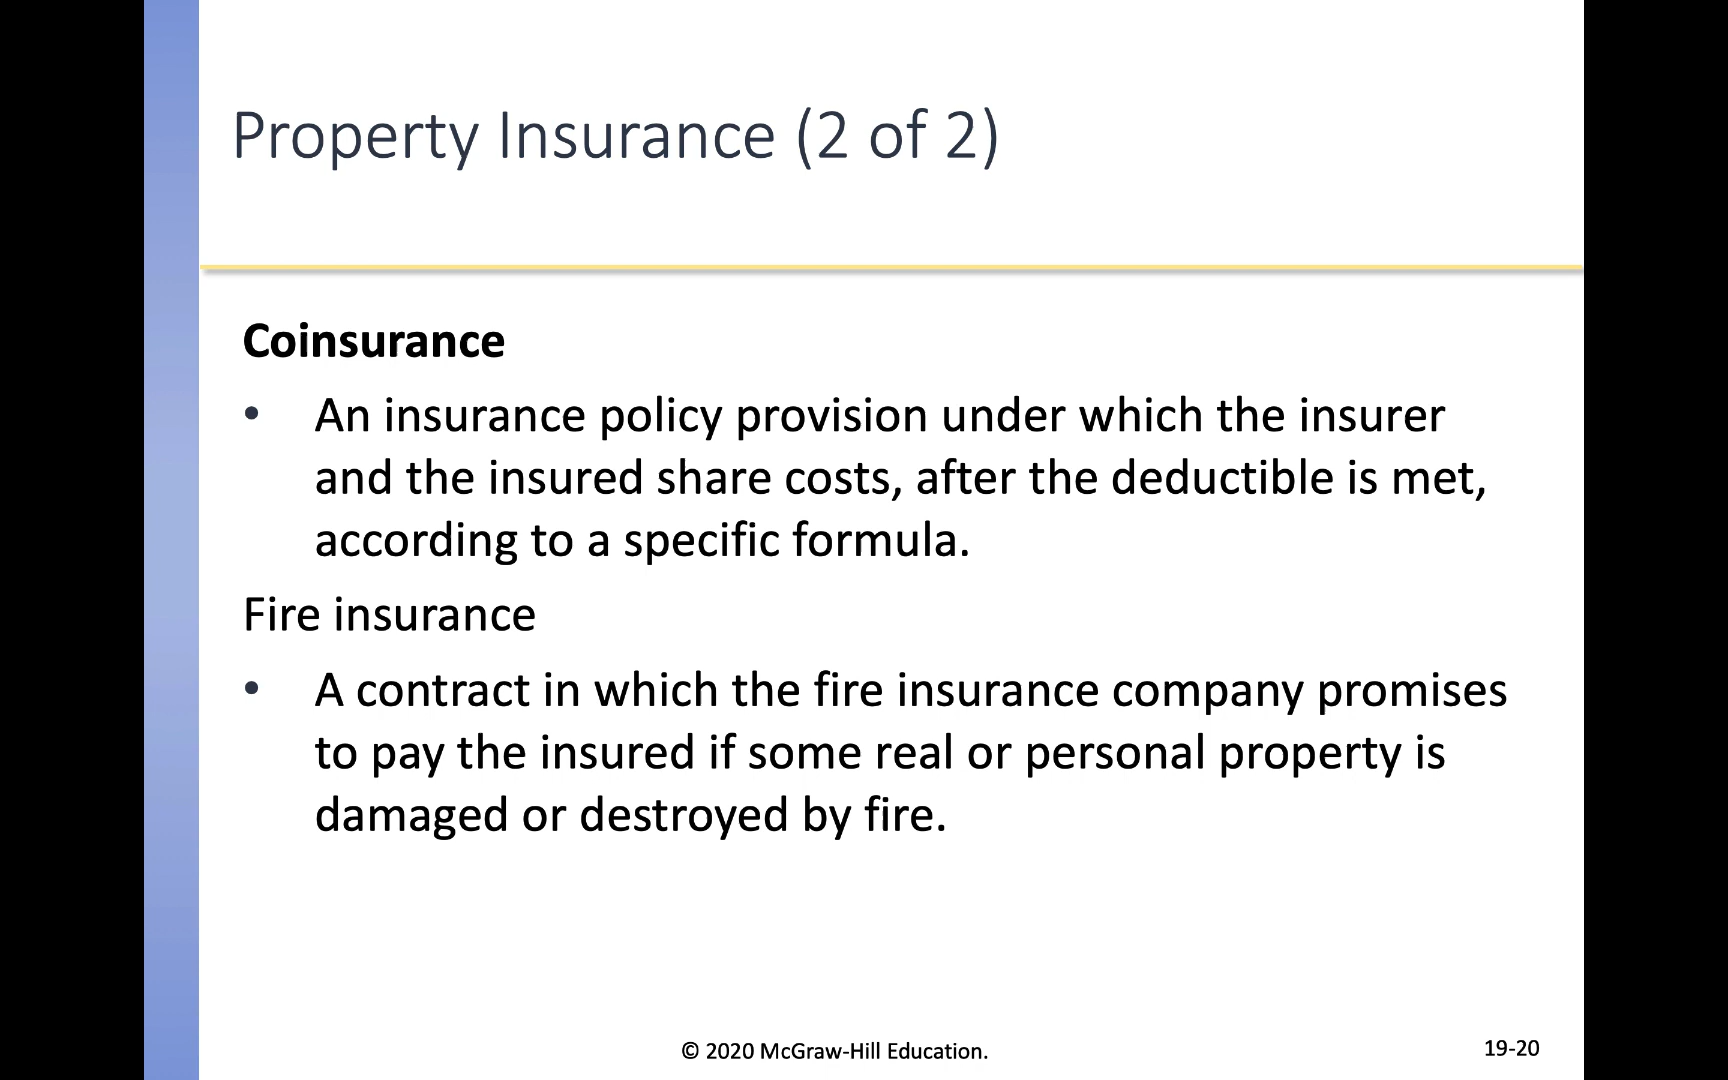 Property Insurance (2 of 2)
Coinsurance
• An insurance policy provision under which the insurer
and the insured share costs, after the deductible is met,
according to a specific formula.
Fire insurance
• A contract in which the fire insurance company promises
to pay the insured if some real or personal property is
damaged or destroyed by fire.
© 2020 McGraw-Hill Education.
19-20